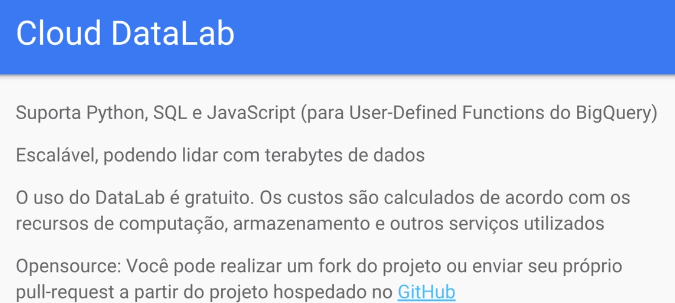 Cloud DataLab
Suporta Python, SQL e JavaScript (para User-Defined Functions do BigQuery)
Escalável, podendo lidar com terabytes de dados
O uso do DataLab é gratuito. Os custos são calculados de acordo com os
recursos de computação, armazenamento e outros serviços utilizados
Opensource: Você pode realizar um fork do projeto ou enviar seu próprio
pull-request a partir do projeto hospedado no GitHub